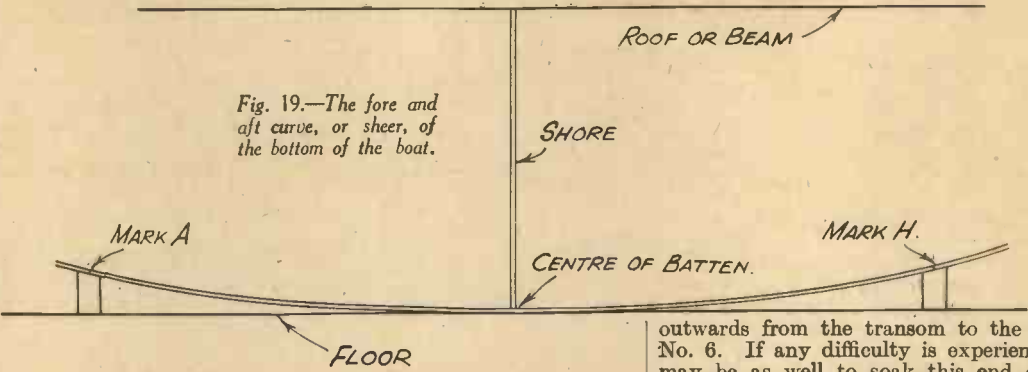 ROOF OR BEAM
Fig. 19.—The fore and
aft curve, or sheer, of
the bottom of the boat.
SHORE
MARK A
MARK H.
CENTRE OF BATTEN.
FLOOR
outwards from the transom to the
No. 6. If any difficulty is experien
may be as well to soak this end